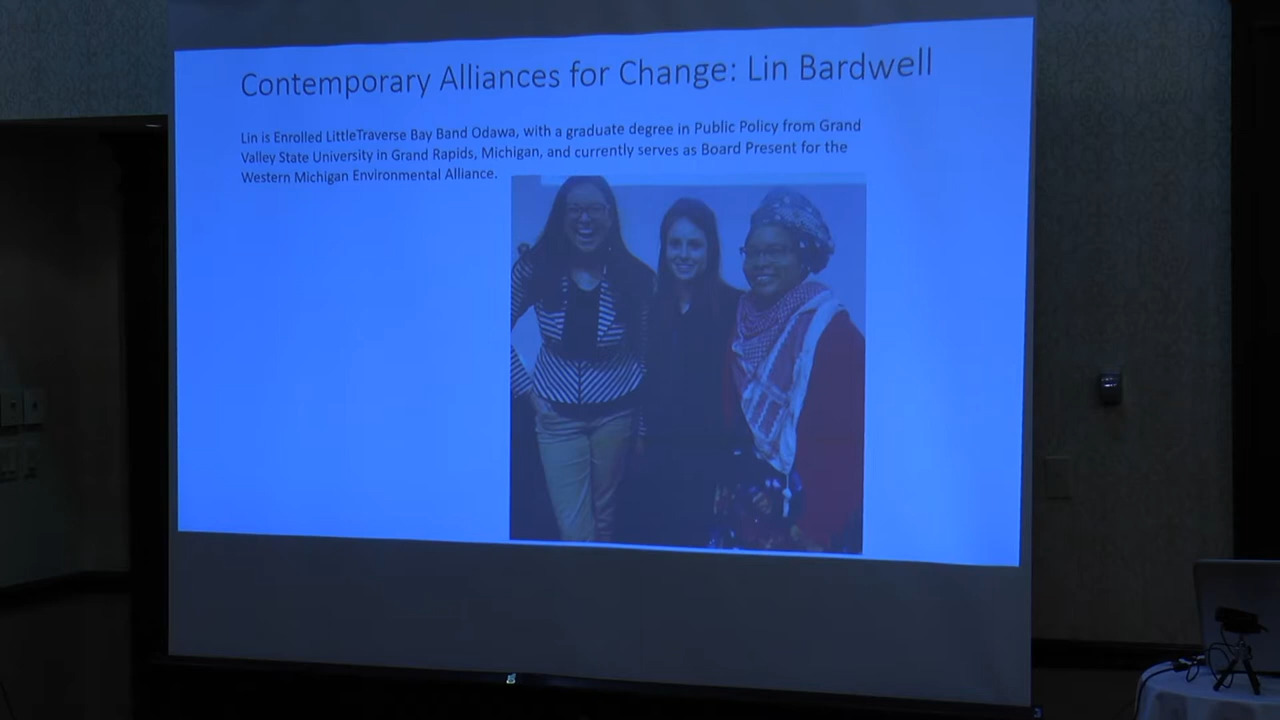 Contemporary Alliances for Change: Lin Bardwell
Lin is Enrolled LittleTraverse Bay Band Odawa, with a graduate degree in Public Policy from Grand
Valley State University in Grand Rapids, Michigan, and currently serves as Board Present for the
Western Michigan Environmental Alliance.